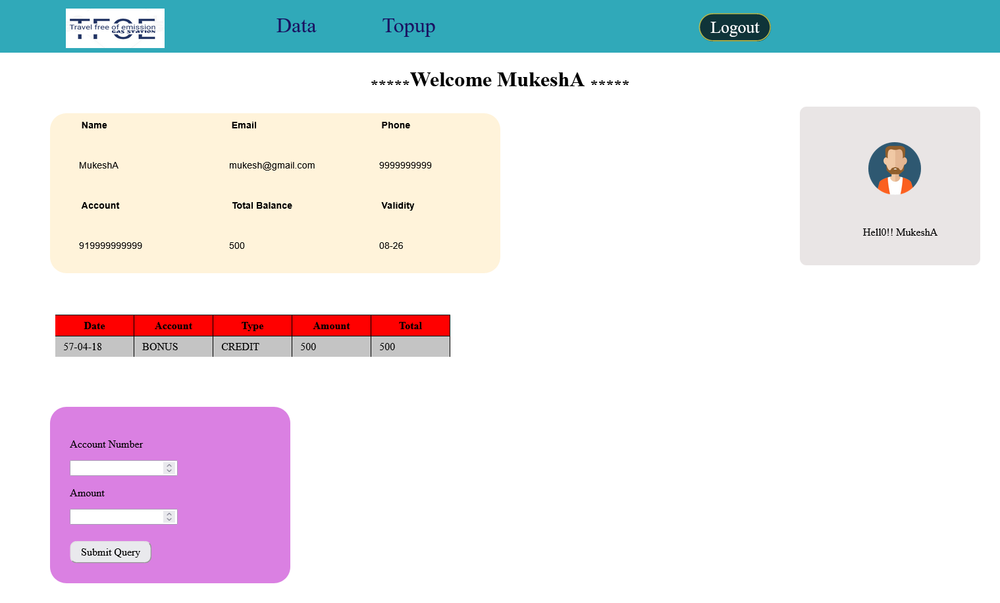 TFOE
Travel free of emission
GAS STATION
Data Topup Logout
*****Welcome MukeshA *****
Name Email Phone
MukeshA mukesh@gmail.com 9999999999
Account Total Balance Validity
919999999999 500 08-26
Hell0!! MukeshA
Date Account Type Amount Total
57-04-18 BONUS CREDIT 500 500
Account Number
Amount
Submit Query